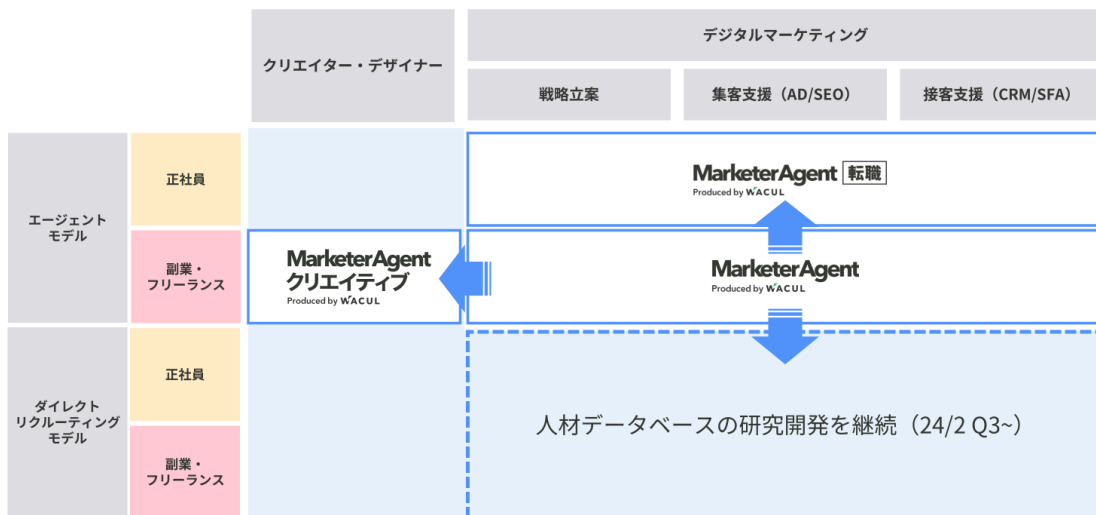 クリエイター・デザイナー
デジタルマーケティング
戦略立案
集客支援（AD/SEO）
接客支援（CRM/SFA）
エージェント
モデル
正社員
MarketerAgent 転職
Produced by WACUL
副業・
フリーランス
MarketerAgent
クリエイティブ
Produced by WACUL
MarketerAgent
Produced by WACUL
ダイレクト
リクルーティング
モデル
正社員
人材データベースの研究開発を継続（24/2 Q3~）
副業・
フリーランス